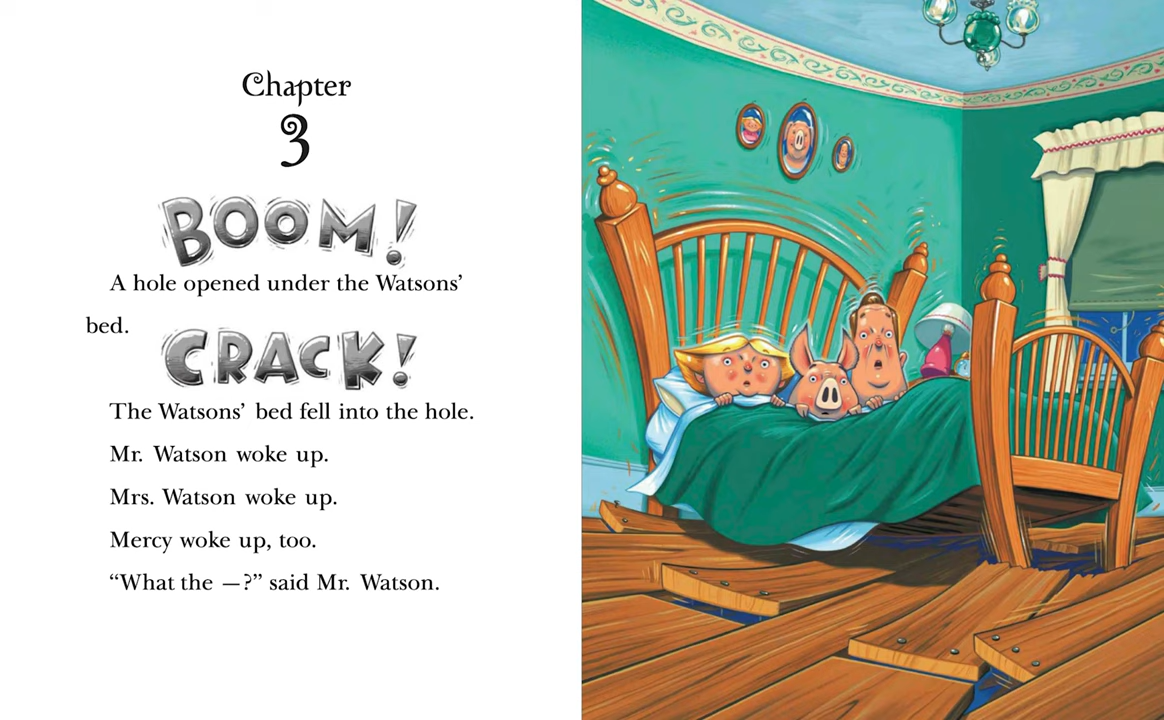 Chapter
3
BOOM!
A hole opened under the Watsons’
bed.
CRACK!
The Watsons’ bed fell into the hole.
Mr. Watson woke up.
Mrs. Watson woke up.
Mercy woke up, too.
“What the —?” said Mr. Watson.